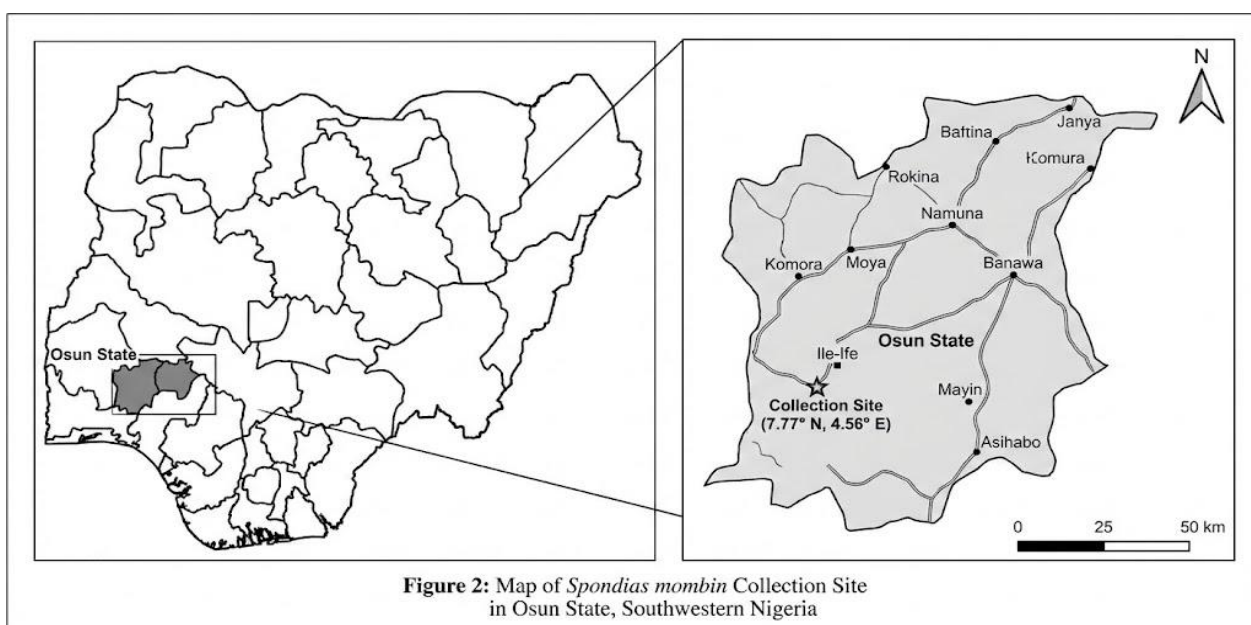 Osun State
N
Janya
Baftina
Komura
Rokina
Namuna
Komora
Moya
Banawa
Osun State
Ile-Ife
Mayin
Collection Site
(7.77° N, 4.56° E)
Asihabo
0 25 50 km
Figure 2: Map of Spondias mombin Collection Site
in Osun State, Southwestern Nigeria